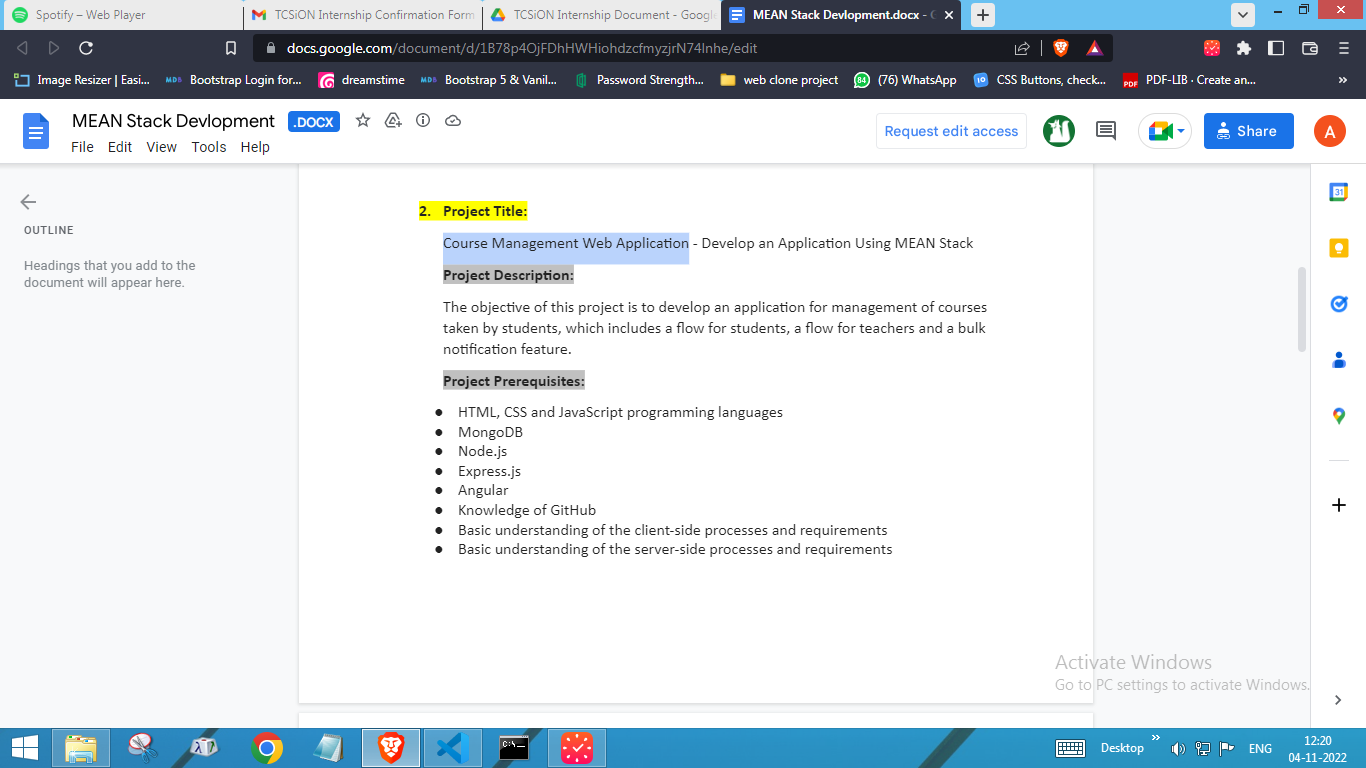 Spotify – Web Player
TCSiON Internship Confirmation Form
TCSiON Internship Document - Googl
MEAN Stack Devlopment.docx - G
docs.google.com/document/d/1B78p4OjFDhHWHiohdzcfmyzjrN74lnhe/edit
Image Resizer | Easi... MDB Bootstrap Login for... dreamstime MDB Bootstrap 5 & Vanil... Password Strength... web clone project 84 (76) WhatsApp 10 CSS Buttons, check... PDF PDF-LIB · Create an... »
MEAN Stack Devlopment .DOCX
File Edit View Tools Help
Request edit access
Share
A
OUTLINE
Headings that you add to the
document will appear here.
2. Project Title:
Course Management Web Application - Develop an Application Using MEAN Stack
Project Description:
The objective of this project is to develop an application for management of courses
taken by students, which includes a flow for students, a flow for teachers and a bulk
notification feature.
Project Prerequisites:
● HTML, CSS and JavaScript programming languages
● MongoDB
● Node.js
● Express.js
● Angular
● Knowledge of GitHub
● Basic understanding of the client-side processes and requirements
● Basic understanding of the server-side processes and requirements
31
Activate Windows
Go to PC settings to activate Windows.
Desktop » ENG
12:20
04-11-2022